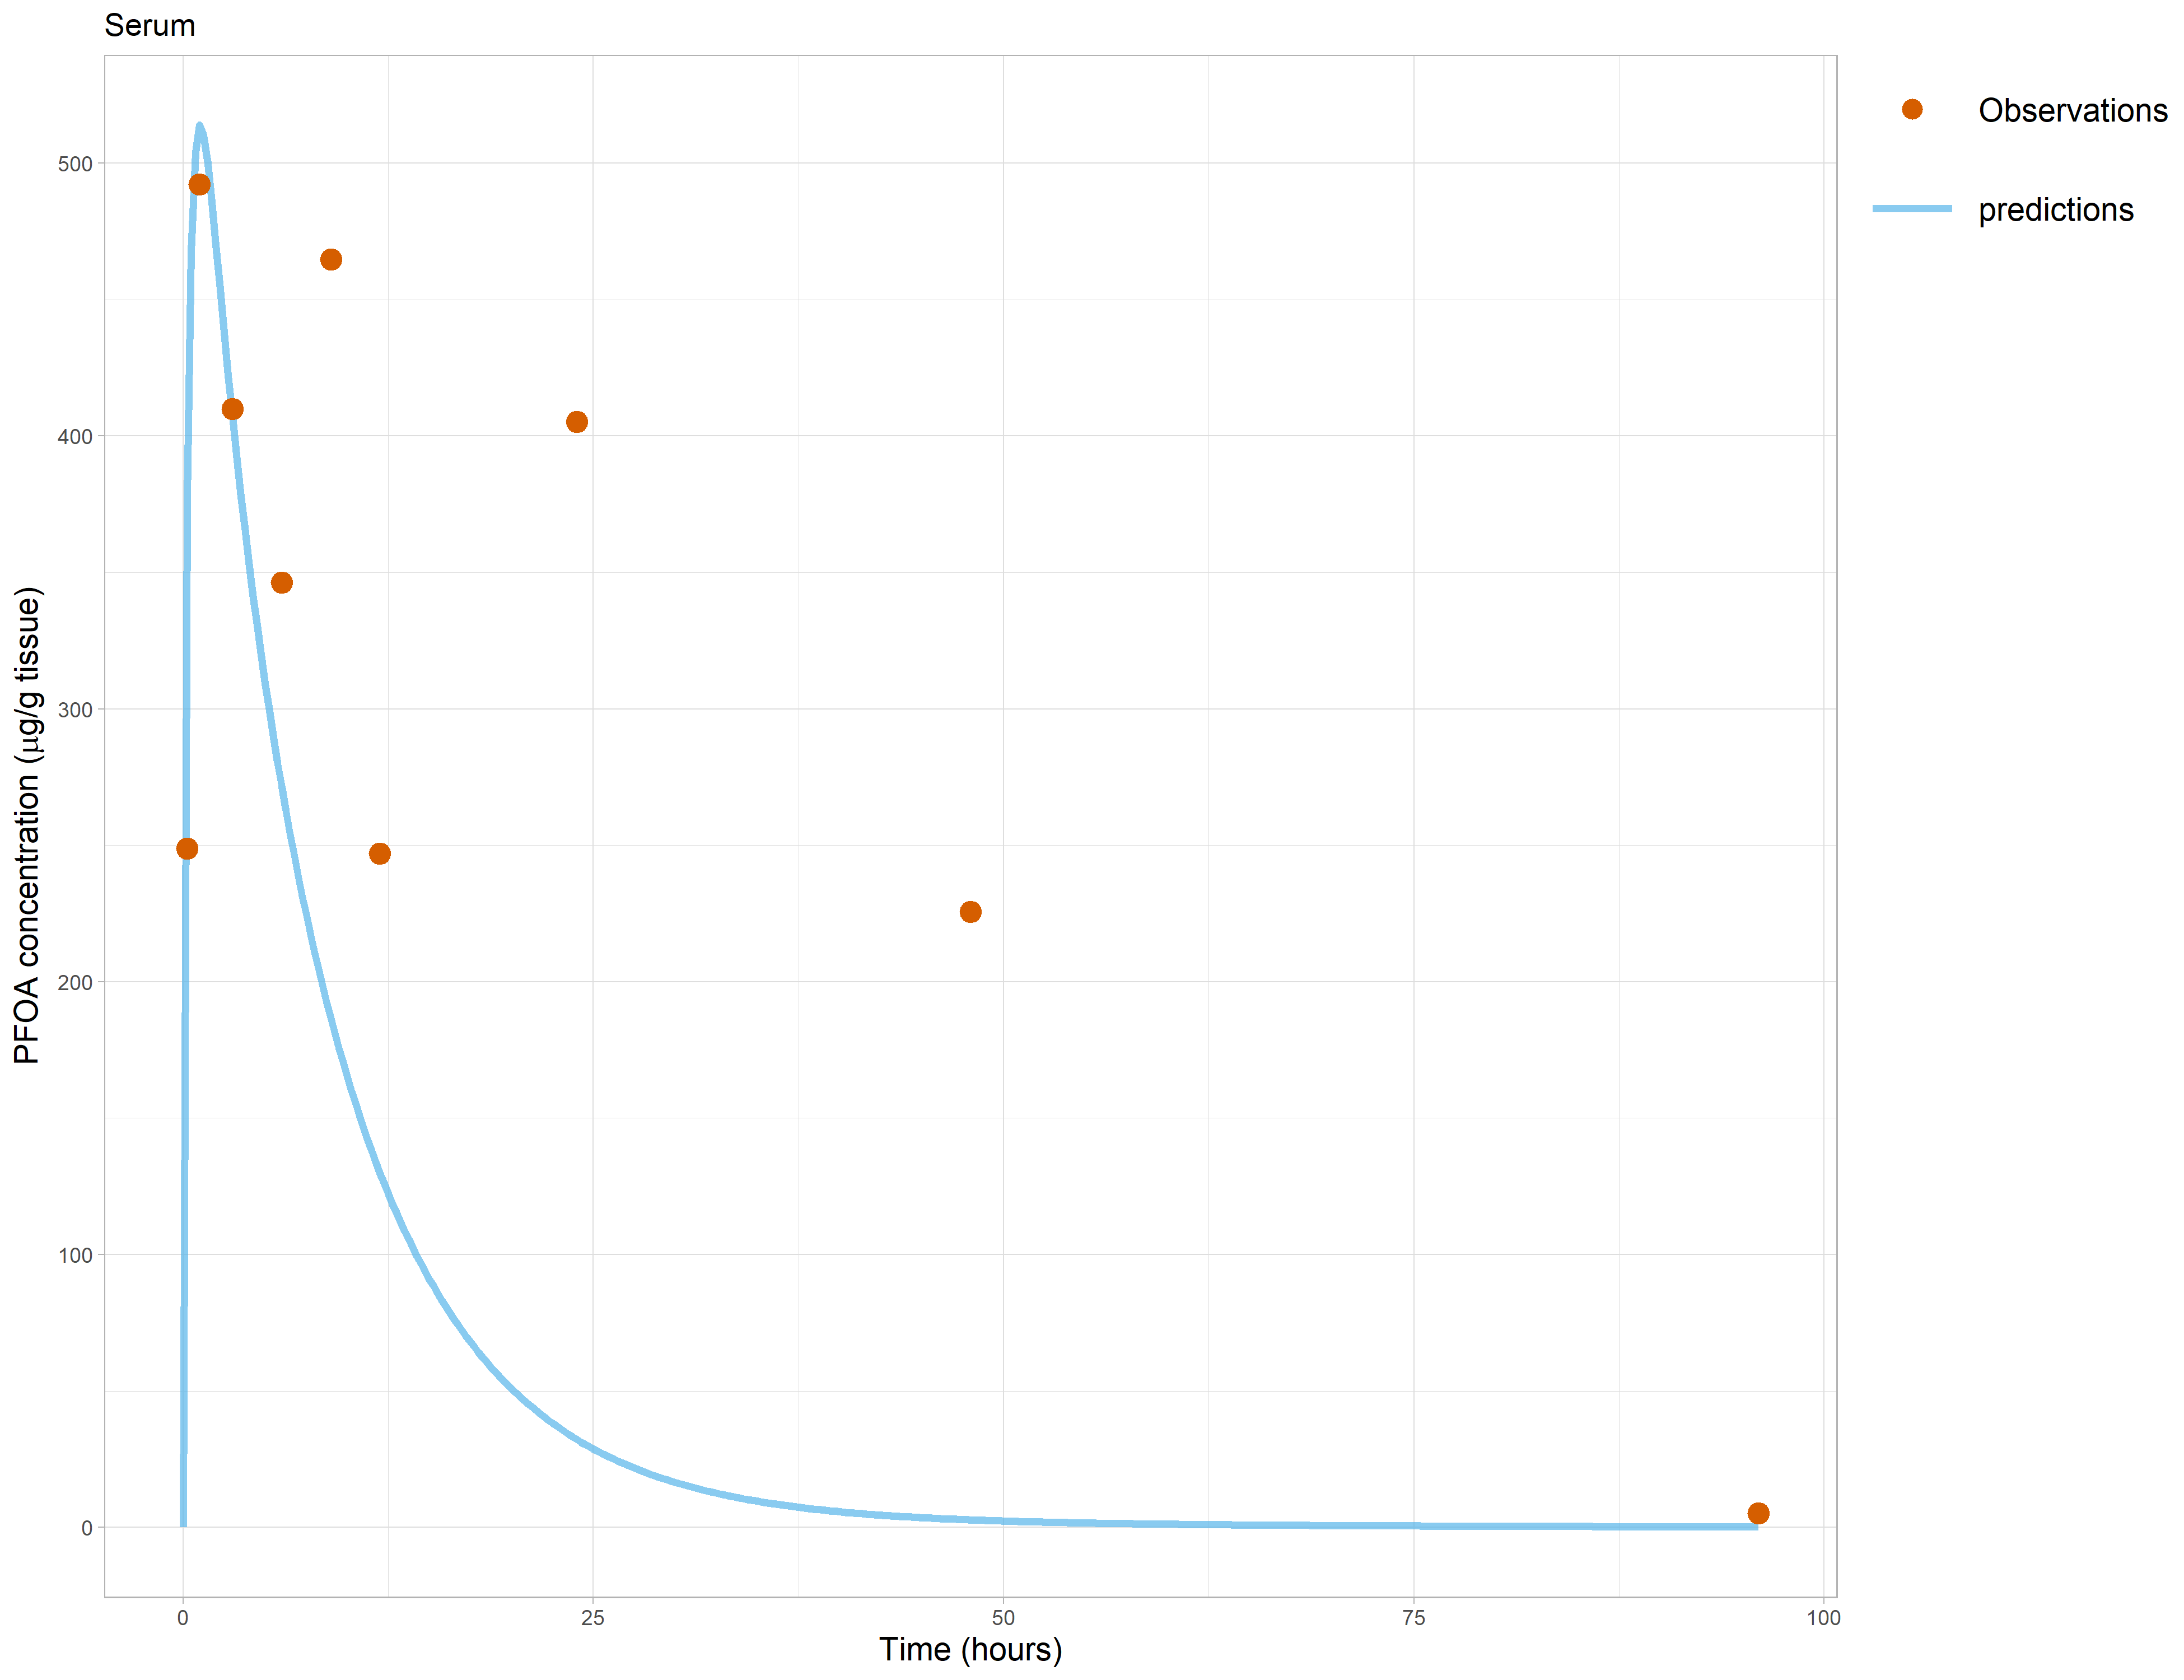 Serum
Observations
predictions
PFOA concentration (μg/g tissue)
500
400
300
200
100
0
0
25
50
75
100
Time (hours)